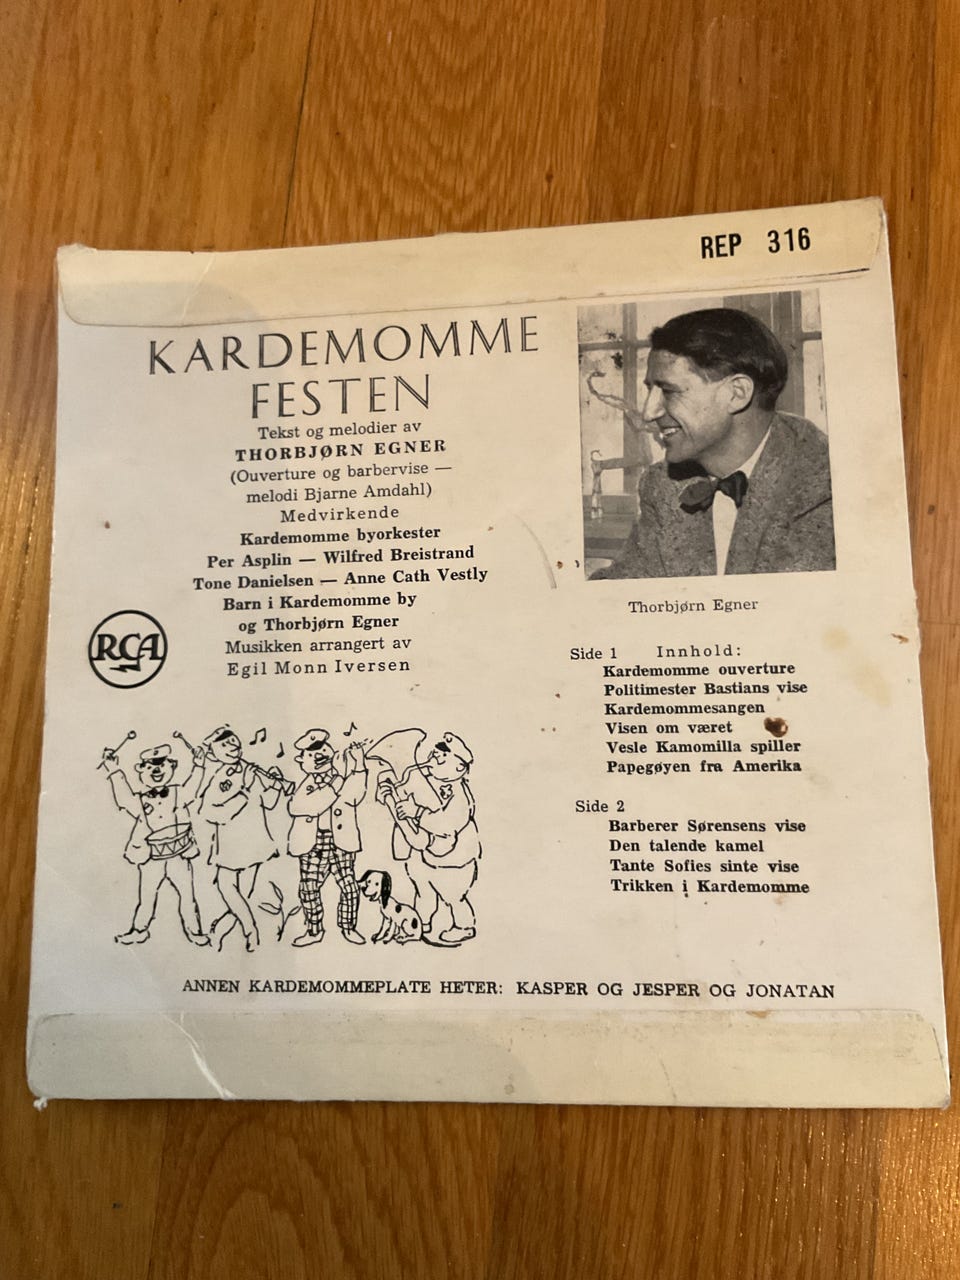 REP 316
KARDEMOMME
FESTEN
Tekst og melodier av
THORBJØRN EGNER
(Ouverture og barbervise —
melodi Bjarne Amdahl)
Medvirkende
Kardemomme byorkester
Per Asplin — Wilfred Breistrand
Tone Danielsen — Anne Cath Vestly
Barn i Kardemomme by
og Thorbjørn Egner
Musikken arrangert av
Egil Monn Iversen
RCA
Thorbjørn Egner
Side 1 Innhold:
Kardemomme ouverture
Politimester Bastians vise
Kardemommesangen
Visen om været
Vesle Kamomilla spiller
Papegøyen fra Amerika
Side 2
Barberer Sørensens vise
Den talende kamel
Tante Sofies sinte vise
Trikken i Kardemomme
ANNEN KARDEMOMMEPLATE HETER: KASPER OG JESPER OG JONATAN